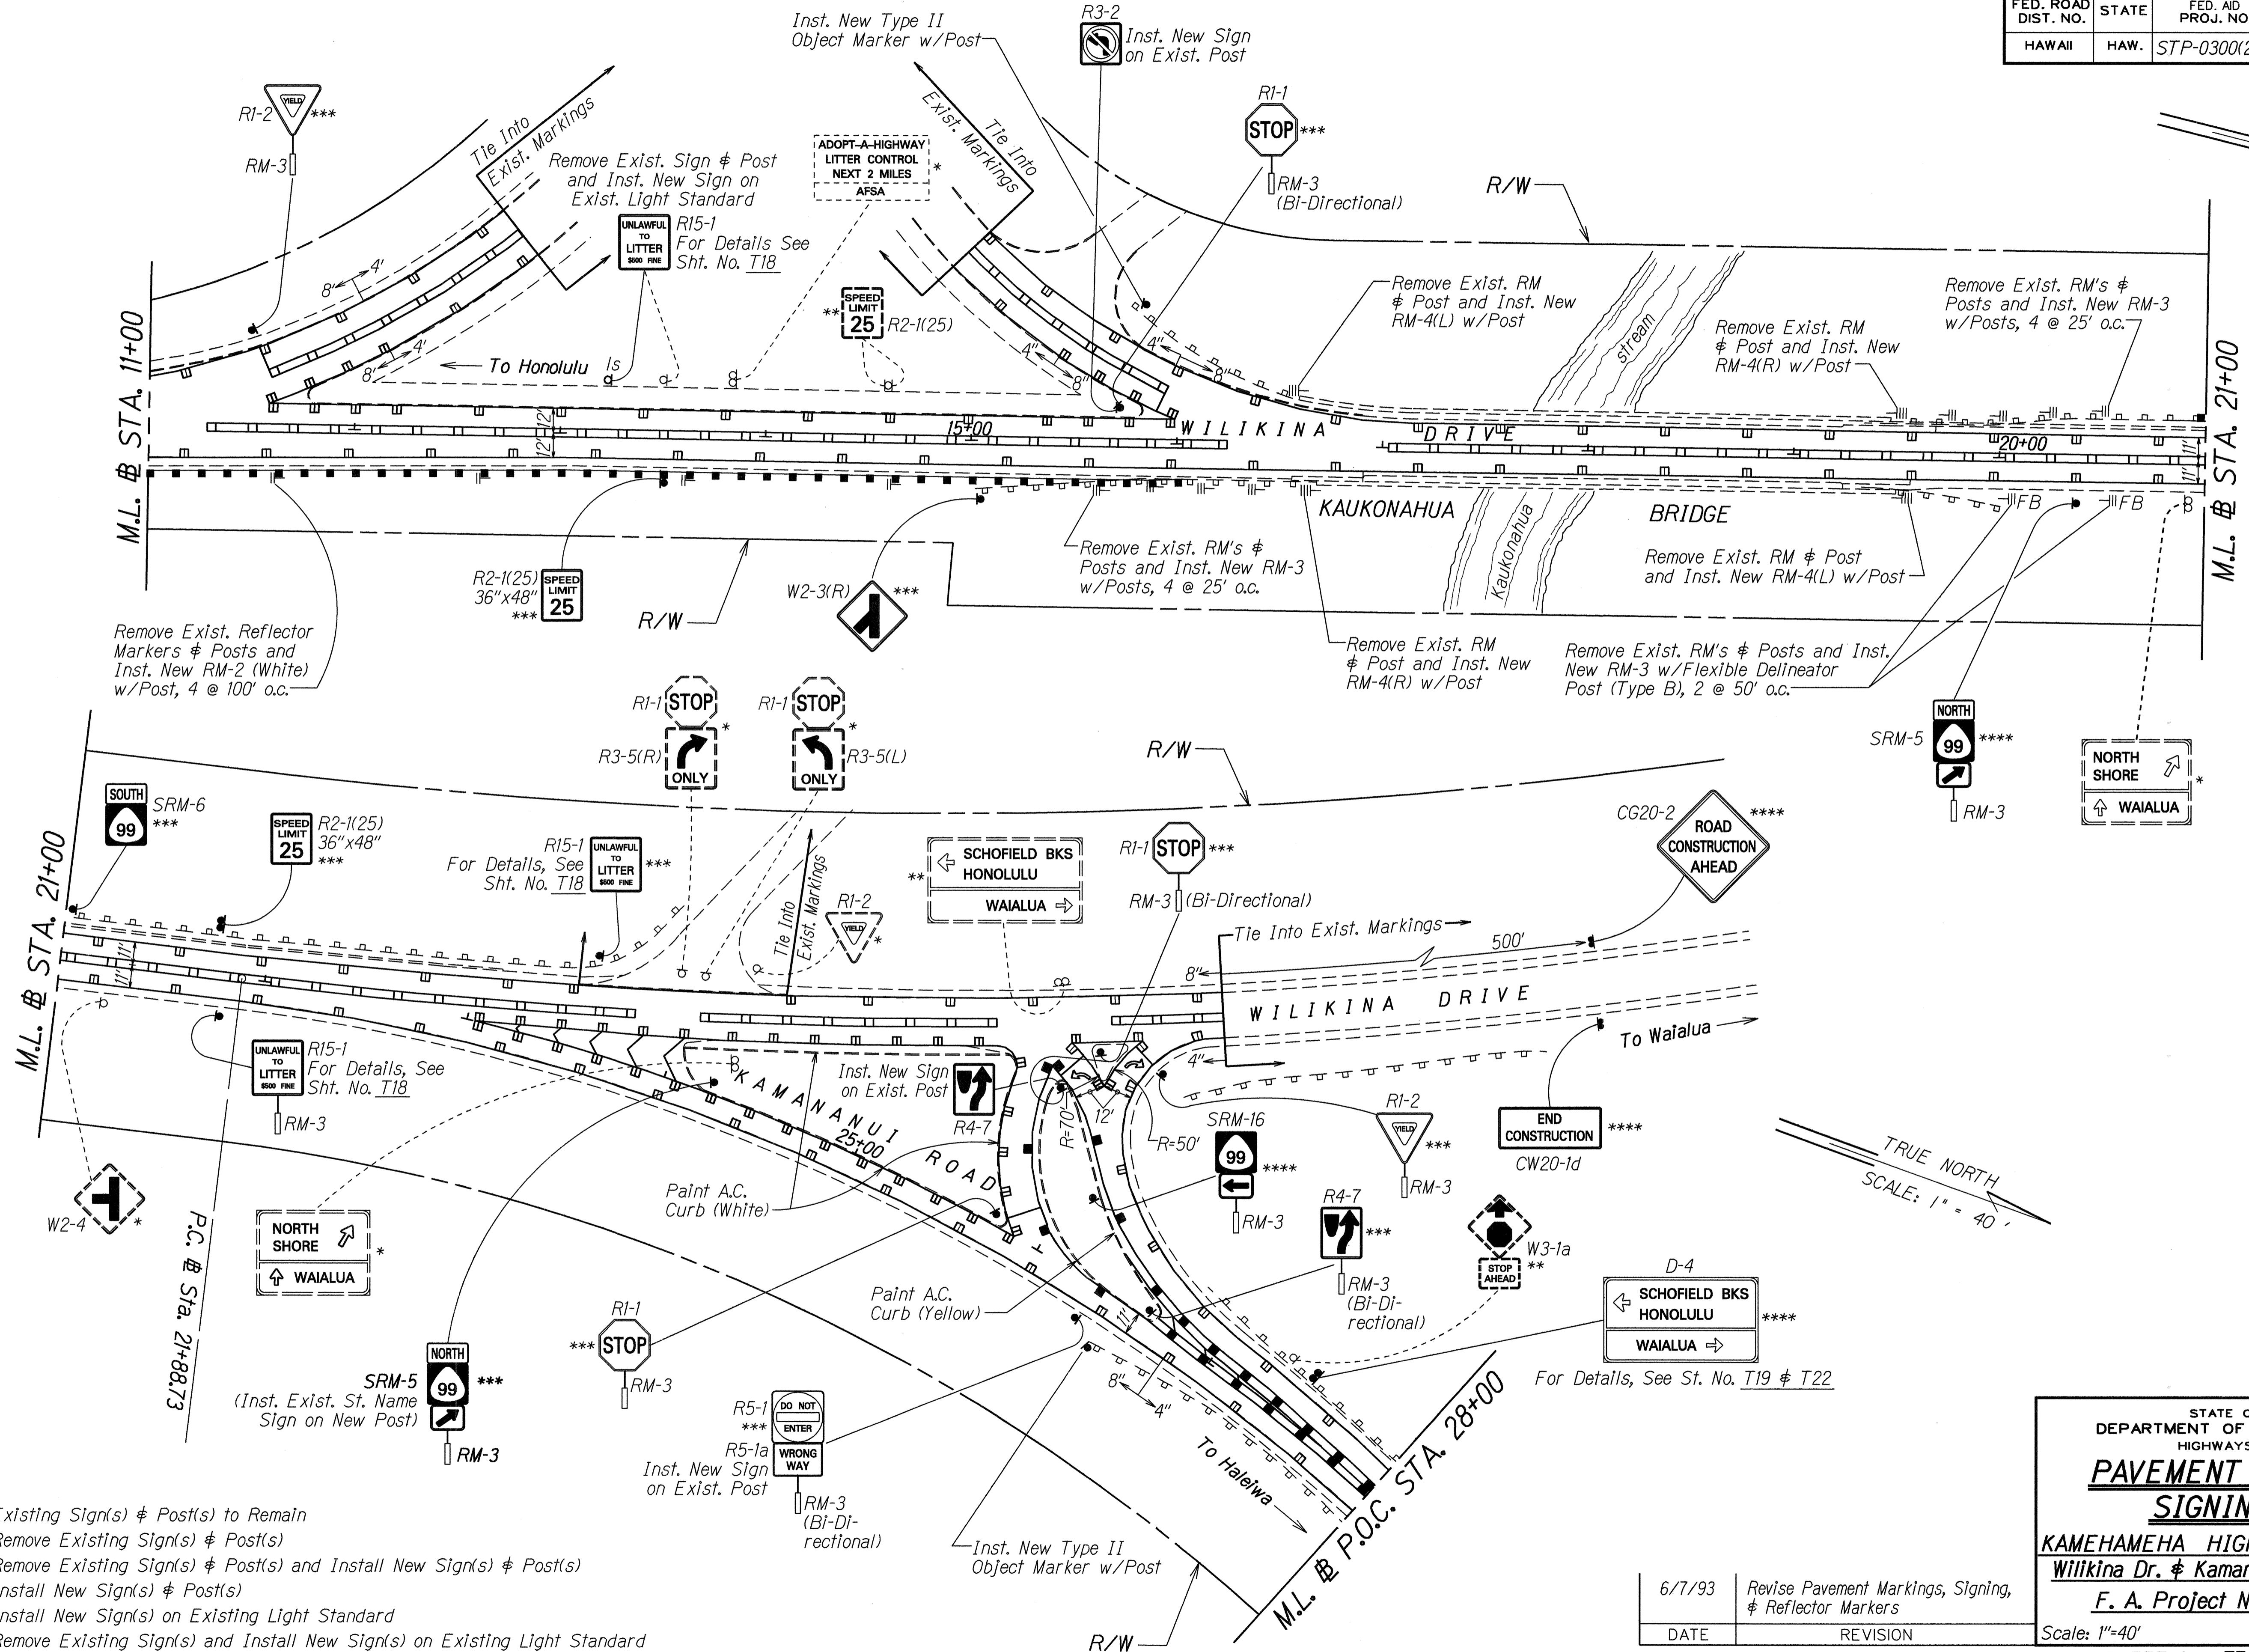 FED. ROAD
DIST. NO.
STATE
FED. AID
HAWAII
HAW.
Inst. New Type II
Object Marker w/Post
R3-2
Inst. New Sign
on Exist. Post
R1-2
YIELD
***
RM-3
Tie Into
Exist. Markings
Remove Exist. Sign & Post
and Inst. New Sign on
Exist. Light Standard
UNLAWFUL
TO
LITTER
$500 FINE
R15-1
For Details See
Sht. No. T18
ADOPT-A-HIGHWAY
LITTER CONTROL
NEXT 2 MILES
AFSA
*
Exist. Markings
Tie Into
R1-1
STOP
***
RM-3
(Bi-Directional)
R/W
8' 4'
8' 4'
To Honolulu
ls
**
SPEED
LIMIT
25
R2-1(25)
4"
8"
4"
8"
Remove Exist. RM
& Post and Inst. New
RM-4(L) w/Post
stream
Remove Exist. RM
& Post and Inst. New
RM-4(R) w/Post
Remove Exist. RM's &
Posts and Inst. New RM-3
w/Posts, 4 @ 25' o.c.
M.L. BL STA. 11+00
12' 12'
15+00
WILIKINA DRIVE
20+00
11' 11'
M.L. BL STA. 21+00
KAUKONAHUA BRIDGE
Kaukonahua
FB
FB
Remove Exist. Reflector
Markers & Posts and
Inst. New RM-2 (White)
w/Post, 4 @ 100' o.c.
R2-1(25)
36"x48"
***
SPEED
LIMIT
25
R/W
W2-3(R)
***
Remove Exist. RM's &
Posts and Inst. New RM-3
w/Posts, 4 @ 25' o.c.
Remove Exist. RM
& Post and Inst. New
RM-4(R) w/Post
Remove Exist. RM & Post
and Inst. New RM-4(L) w/Post
Remove Exist. RM's & Posts and Inst.
New RM-3 w/Flexible Delineator
Post (Type B), 2 @ 50' o.c.
SRM-5
NORTH
99
****
RM-3
NORTH
SHORE
WAIALUA
*
R1-1
STOP
*
R3-5(R)
ONLY
R1-1
STOP
*
R3-5(L)
ONLY
R/W
M.L. BL STA. 21+00
SOUTH
99
SRM-6
***
SPEED
LIMIT
25
R2-1(25)
36"x48"
***
R15-1
For Details, See
Sht. No. T18
UNLAWFUL
TO
LITTER
$500 FINE
***
Tie Into
Exist. Markings
R1-2
YIELD
*
**
SCHOFIELD BKS
HONOLULU
WAIALUA
R1-1
STOP
***
RM-3
(Bi-Directional)
CG20-2
ROAD
CONSTRUCTION
AHEAD
****
Tie Into Exist. Markings
500'
8"
11' 11'
WILIKINA DRIVE
To Waialua
4"
UNLAWFUL
TO
LITTER
$500 FINE
R15-1
For Details, See
Sht. No. T18
RM-3
W2-4
*
P.C. BL Sta. 21+88.73
NORTH
SHORE
WAIALUA
*
KAMANANUI
ROAD
25+00
Inst. New Sign
on Exist. Post
R4-7
R=70'
12'
R=50'
Paint A.C.
Curb (White)
SRM-16
99
****
RM-3
R1-2
YIELD
***
RM-3
END
CONSTRUCTION
****
CW20-1d
TRUE NORTH
SCALE: 1" = 40'
R4-7
***
RM-3
(Bi-Di-
rectional)
W3-1a
STOP
AHEAD
**
D-4
SCHOFIELD BKS
HONOLULU
WAIALUA
****
For Details, See St. No. T19 & T22
Paint A.C.
Curb (Yellow)
11'
8"
4"
NORTH
99
SRM-5
***
(Inst. Exist. St. Name
Sign on New Post)
RM-3
R1-1
***
STOP
RM-3
R5-1
***
DO NOT
ENTER
R5-1a
WRONG
WAY
Inst. New Sign
on Exist. Post
RM-3
(Bi-Di-
rectional)
Inst. New Type II
Object Marker w/Post
To Haleiwa
M.L. BL P.O.C. STA. 28+00
R/W
Existing Sign(s) & Post(s) to Remain
Remove Existing Sign(s) & Post(s)
Remove Existing Sign(s) & Post(s) and Install New Sign(s) & Post(s)
Install New Sign(s) & Post(s)
Install New Sign(s) on Existing Light Standard
Remove Existing Sign(s) and Install New Sign(s) on Existing Light Standard
6/7/93
Revise Pavement Markings, Signing,
& Reflector Markers
DATE
REVISION
STATE
DEPARTMENT OF
HIGHWAYS
PAVEMENT
KAMEHAMEHA
Wilikina Dr. &
F. A. Project
Scale: 1"=40'